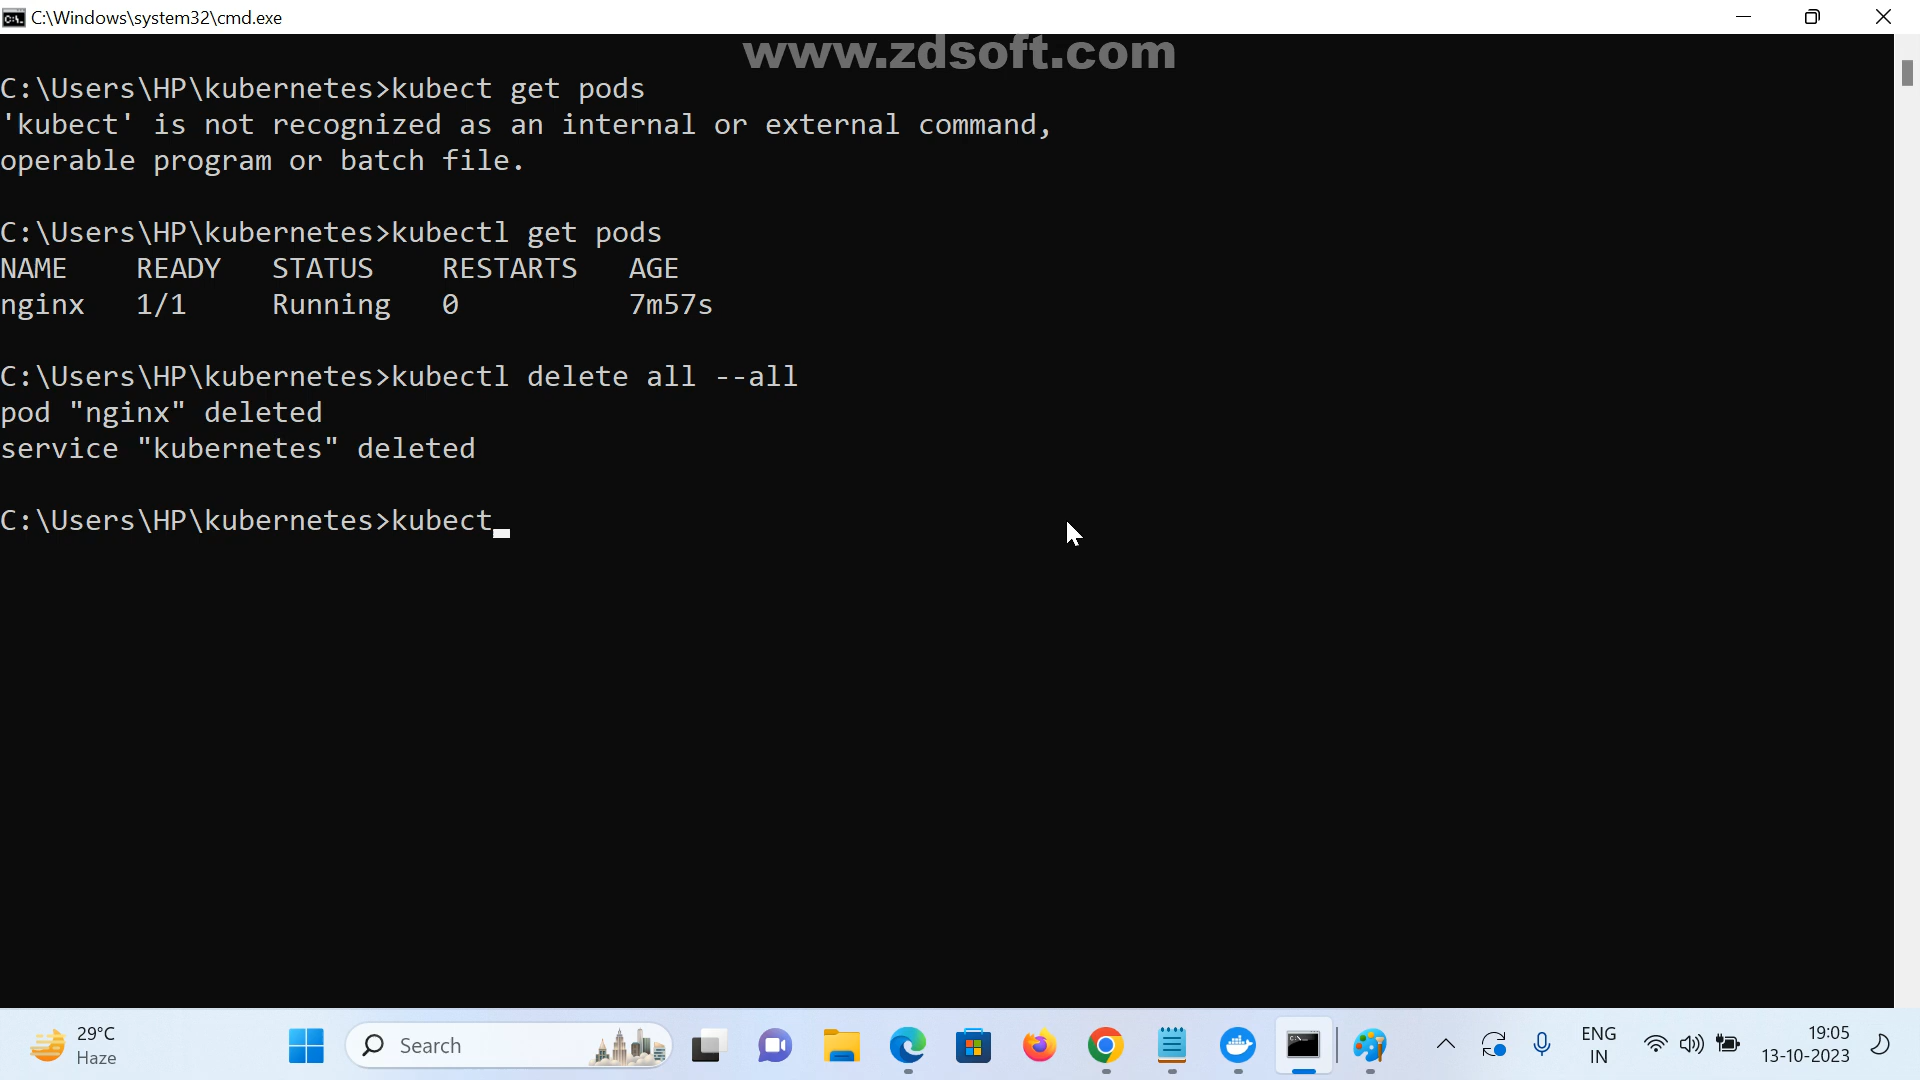 C:\Windows\system32\cmd.exe
www.zdsoft.com
C:\Users\HP\kubernetes>kubect get pods
'kubect' is not recognized as an internal or external command,
operable program or batch file.
C:\Users\HP\kubernetes>kubectl get pods
NAME READY STATUS RESTARTS AGE
nginx 1/1 Running 0 7m57s
C:\Users\HP\kubernetes>kubectl delete all --all
pod "nginx" deleted
service "kubernetes" deleted
C:\Users\HP\kubernetes>kubect_
29°C
Haze
Search
ENG
IN
19:05
13-10-2023